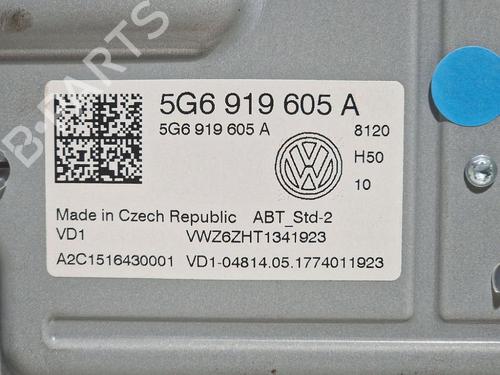 5G6 919 605 A
5G6 919 605 A
8120
H50
10
Made in Czech Republic ABT_Std-2
VD1 VWZ6ZHT1341923
A2C1516430001 VD1-04814.05.1774011923
B-PARTS